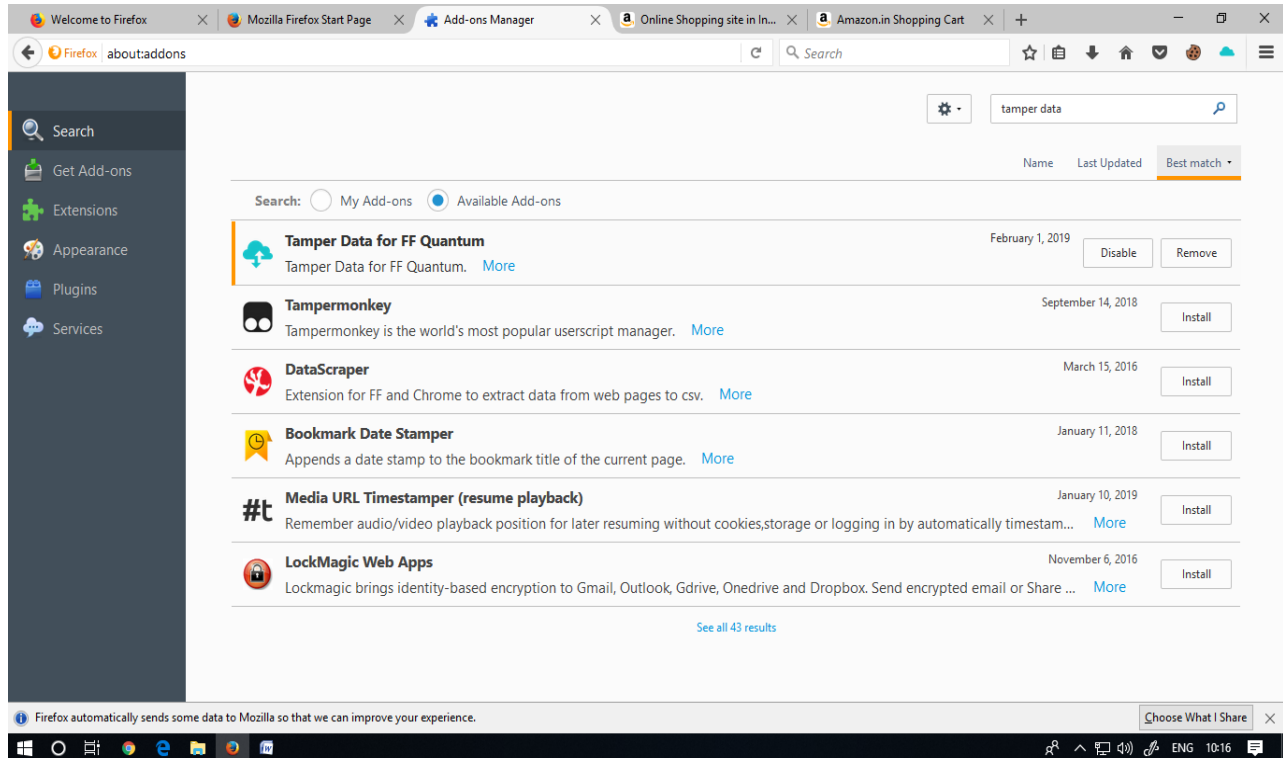 Welcome to Firefox
Mozilla Firefox Start Page
Add-ons Manager
Online Shopping site in In...
Amazon.in Shopping Cart
Firefox about:addons
Search
tamper data
Search
Get Add-ons
Extensions
Appearance
Plugins
Services
Name Last Updated Best match
Search: My Add-ons Available Add-ons
Tamper Data for FF Quantum
February 1, 2019
Tamper Data for FF Quantum. More
Disable Remove
Tampermonkey
September 14, 2018
Tampermonkey is the world's most popular userscript manager. More
Install
DataScraper
March 15, 2016
Extension for FF and Chrome to extract data from web pages to csv. More
Install
Bookmark Date Stamper
January 11, 2018
Appends a date stamp to the bookmark title of the current page. More
Install
#t
Media URL Timestamper (resume playback)
January 10, 2019
Remember audio/video playback position for later resuming without cookies,storage or logging in by automatically timestam... More
Install
LockMagic Web Apps
November 6, 2016
Lockmagic brings identity-based encryption to Gmail, Outlook, Gdrive, Onedrive and Dropbox. Send encrypted email or Share ... More
Install
See all 43 results
Firefox automatically sends some data to Mozilla so that we can improve your experience.
Choose What I Share
ENG 10:16